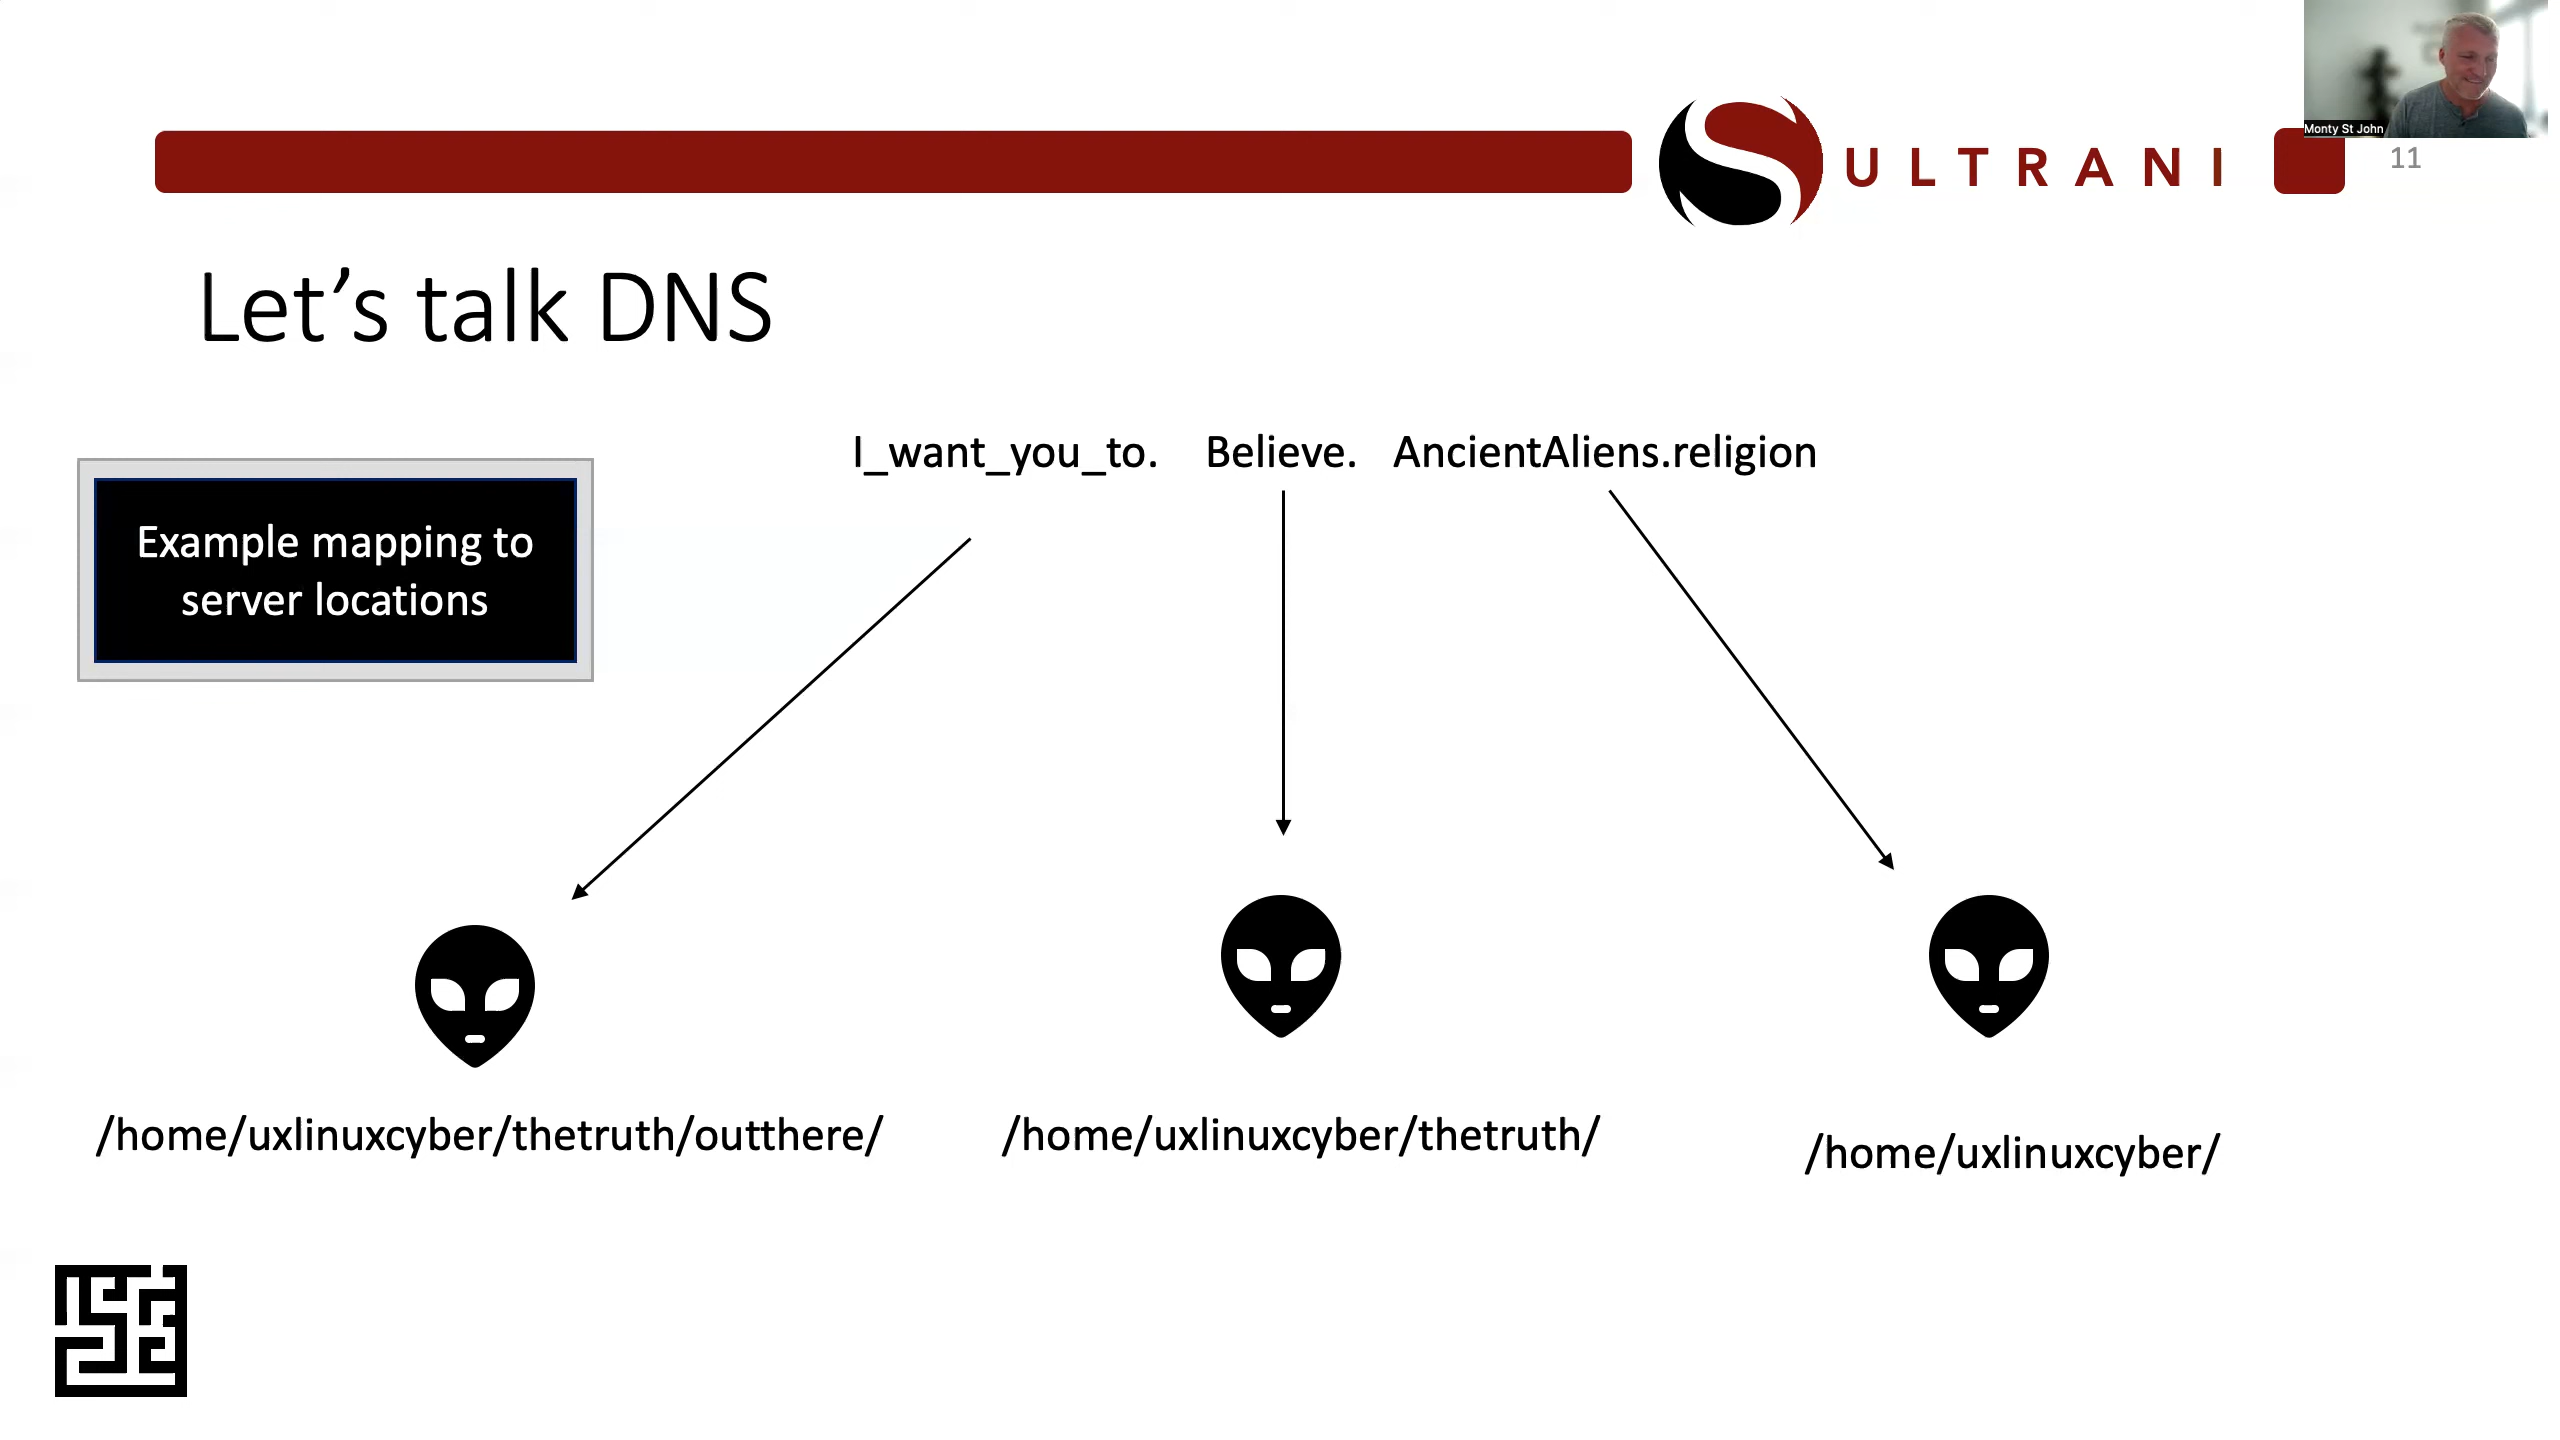 Monty St John
SULTRANI
11
Let's talk DNS
I_want_you_to. Believe. AncientAliens.religion
Example mapping to
server locations
/home/uxlinuxcyber/thetruth/outthere/
/home/uxlinuxcyber/thetruth/
/home/uxlinuxcyber/